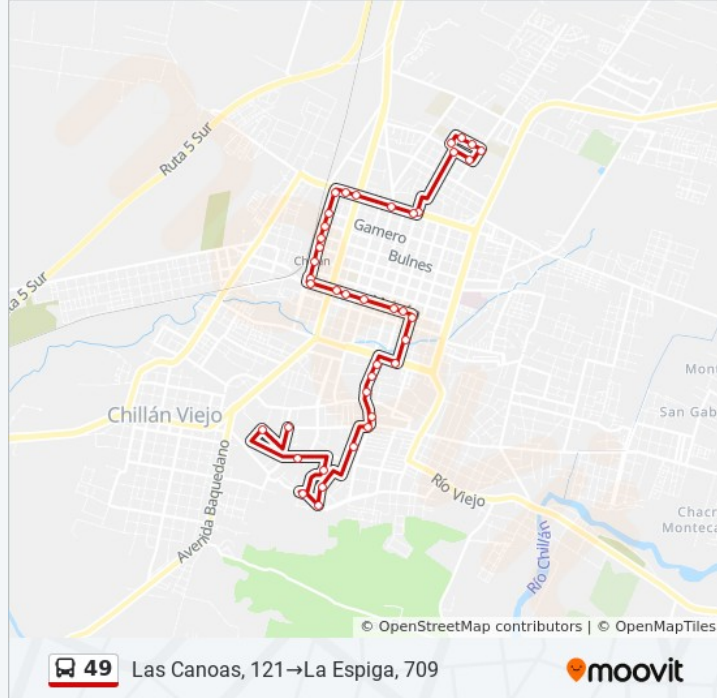 Ruta 5 Sur
Gamero
Bulnes
Ruta 5 Sur
Chillán Viejo
Mont
San Gab
Avenida Baquedano
Río Viejo
Río Chillán
Chacr
Monteca
© OpenStreetMap contributors | © OpenMapTiles
49 Las Canoas, 121→La Espiga, 709 moovit